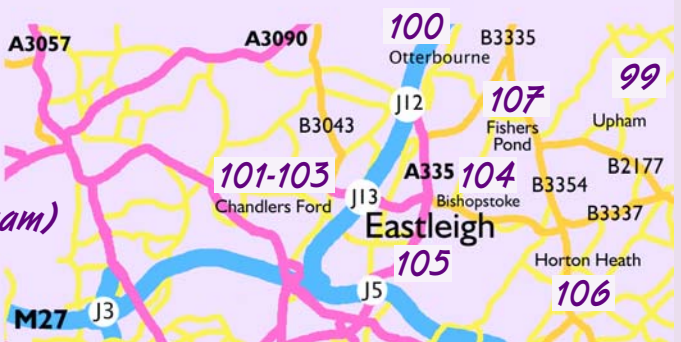 100
A3057
A3090
B3335
Otterbourne
99
J12
107
B3043
Fishers
Pond
Upham
101-103
A335
104
B2177
B3354
J13
Chandlers Ford
Bishopstoke
B3337
am)
Eastleigh
105
Horton Heath
J5
106
M27
J3